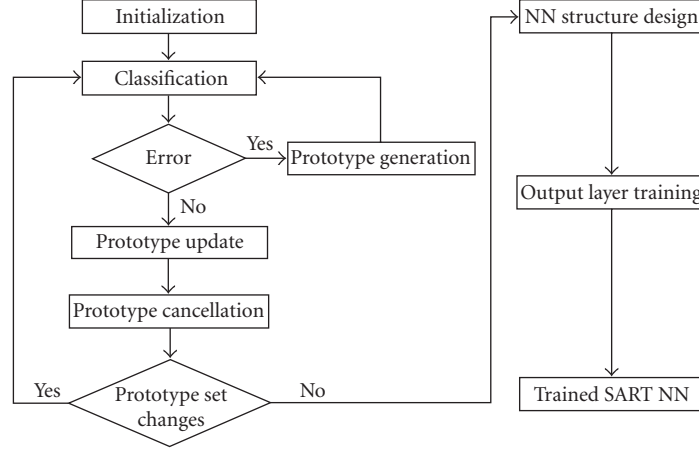 Initialization
Classification
Error
Yes
Prototype generation
No
Prototype update
Prototype cancellation
Prototype set
changes
Yes
No
NN structure design
Output layer training
Trained SART NN